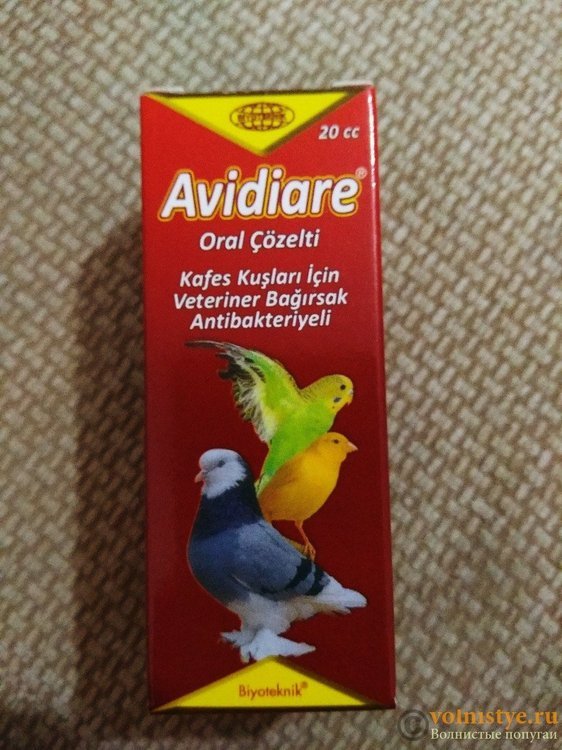 20 cc
Avidiare®
Oral Çözelti
Kafes Kuşları İçin
Veteriner Bağırsak
Antibakteriyeli
Biyoteknik®
© volnistye.ru
Волнистые попугаи